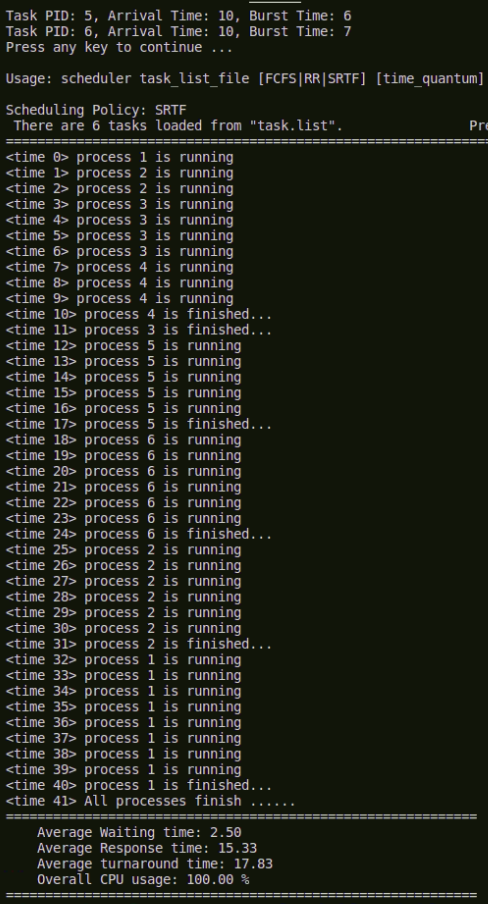 Task PID: 5, Arrival Time: 10, Burst Time: 6
Task PID: 6, Arrival Time: 10, Burst Time: 7
Press any key to continue ...
Usage: scheduler task_list_file [FCFS|RR|SRTF] [time_quantum]
Scheduling Policy: SRTF
There are 6 tasks loaded from "task.list". Pre
==============================================================
<time 0> process 1 is running
<time 1> process 2 is running
<time 2> process 2 is running
<time 3> process 3 is running
<time 4> process 3 is running
<time 5> process 3 is running
<time 6> process 3 is running
<time 7> process 4 is running
<time 8> process 4 is running
<time 9> process 4 is running
<time 10> process 4 is finished...
<time 11> process 3 is finished...
<time 12> process 5 is running
<time 13> process 5 is running
<time 14> process 5 is running
<time 15> process 5 is running
<time 16> process 5 is running
<time 17> process 5 is finished...
<time 18> process 6 is running
<time 19> process 6 is running
<time 20> process 6 is running
<time 21> process 6 is running
<time 22> process 6 is running
<time 23> process 6 is running
<time 24> process 6 is finished...
<time 25> process 2 is running
<time 26> process 2 is running
<time 27> process 2 is running
<time 28> process 2 is running
<time 29> process 2 is running
<time 30> process 2 is running
<time 31> process 2 is finished...
<time 32> process 1 is running
<time 33> process 1 is running
<time 34> process 1 is running
<time 35> process 1 is running
<time 36> process 1 is running
<time 37> process 1 is running
<time 38> process 1 is running
<time 39> process 1 is running
<time 40> process 1 is finished...
<time 41> All processes finish ......
============================================================
Average Waiting time: 2.50
Average Response time: 15.33
Average turnaround time: 17.83
Overall CPU usage: 100.00 %
============================================================